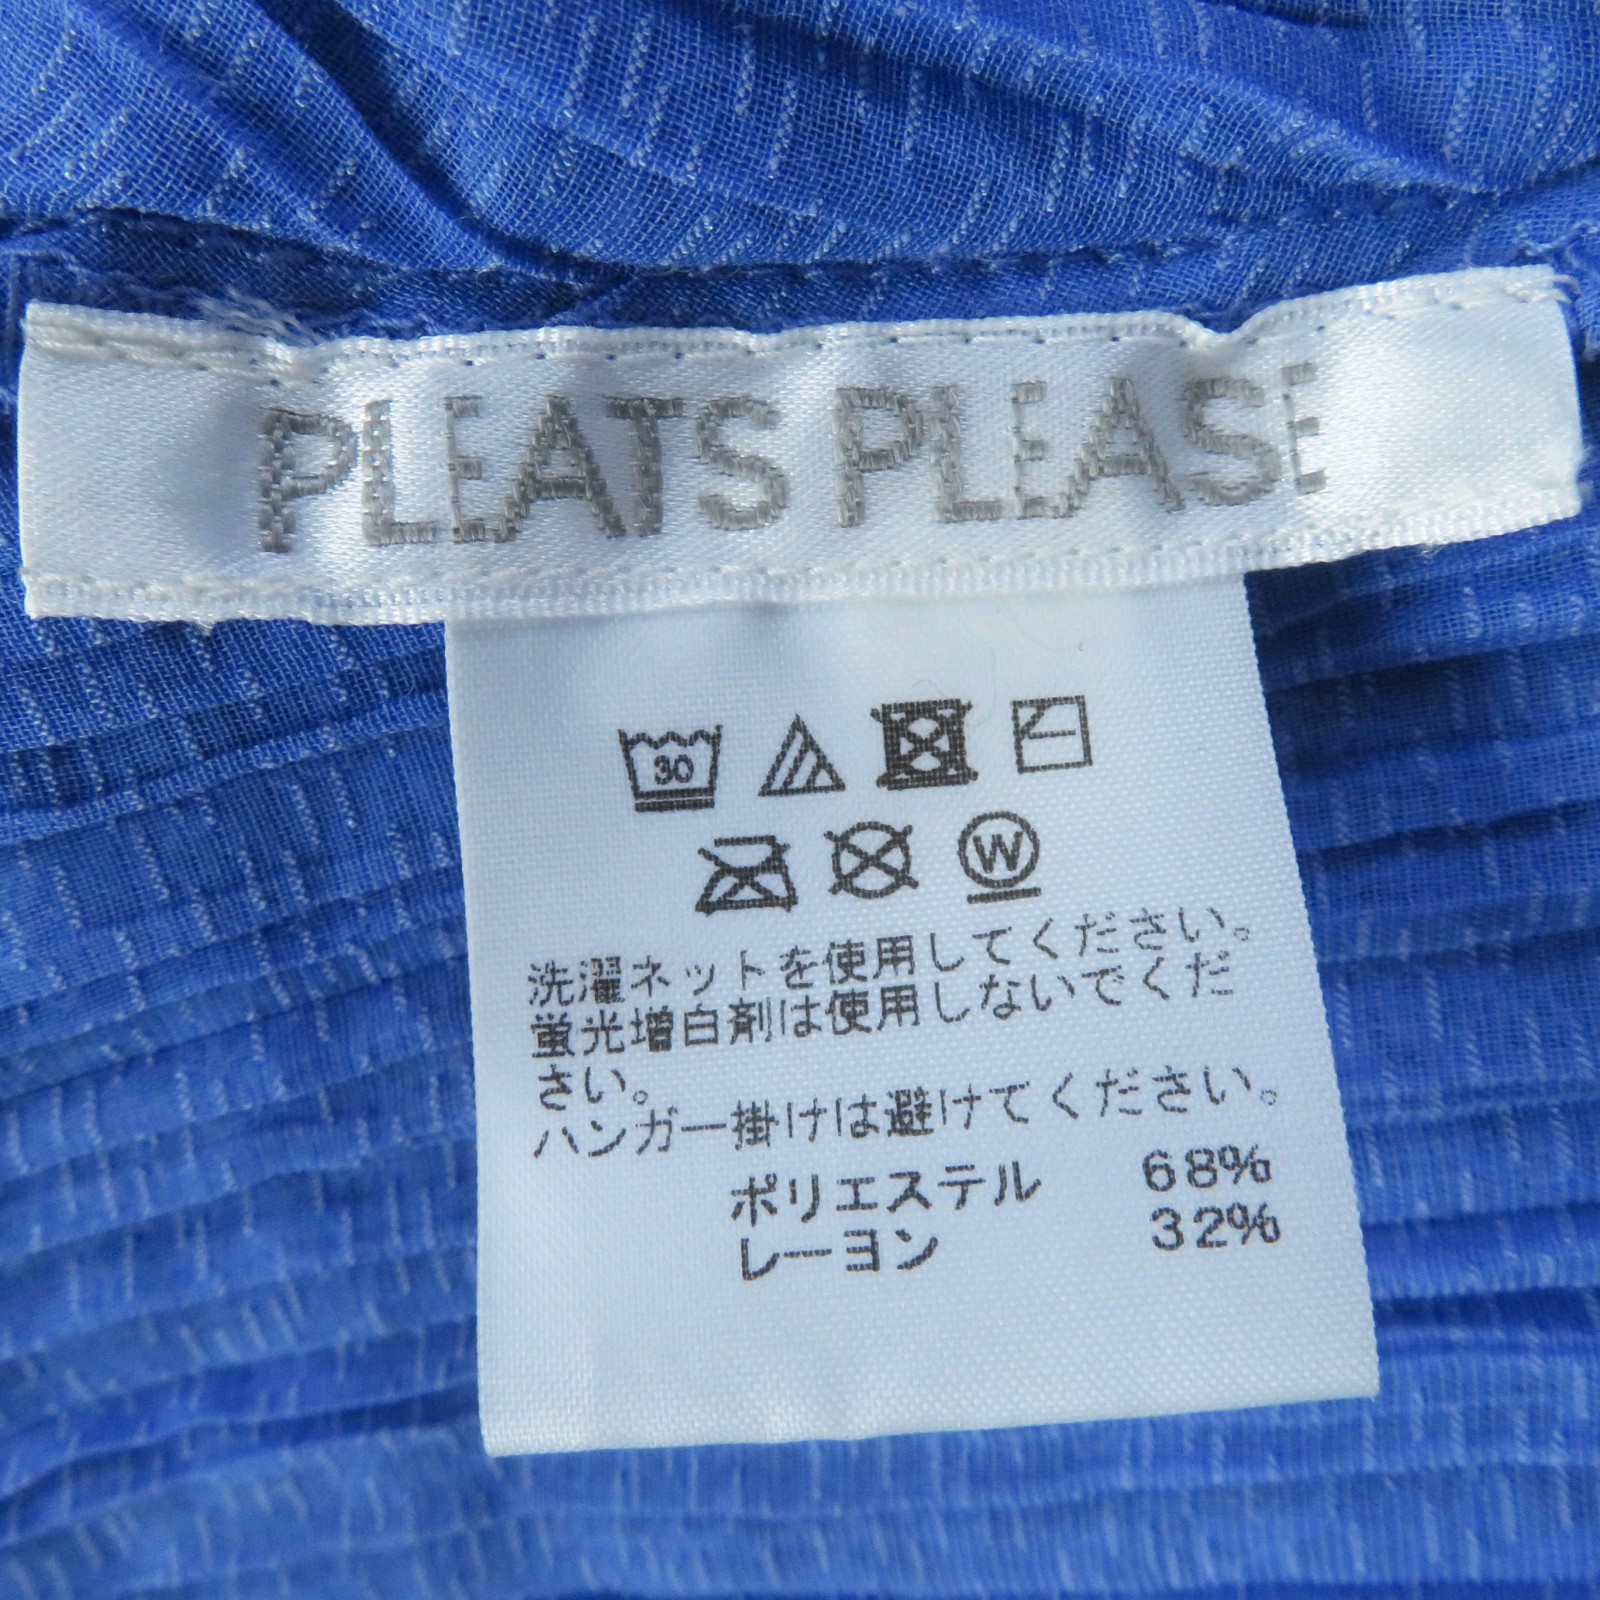 PLEATS PLEASE
30
W
洗濯ネットを使用してください。
蛍光増白剤は使用しないでくだ
さい。
ハンガー掛けは避けてください。
ポリエステル 68%
レーヨン 32%